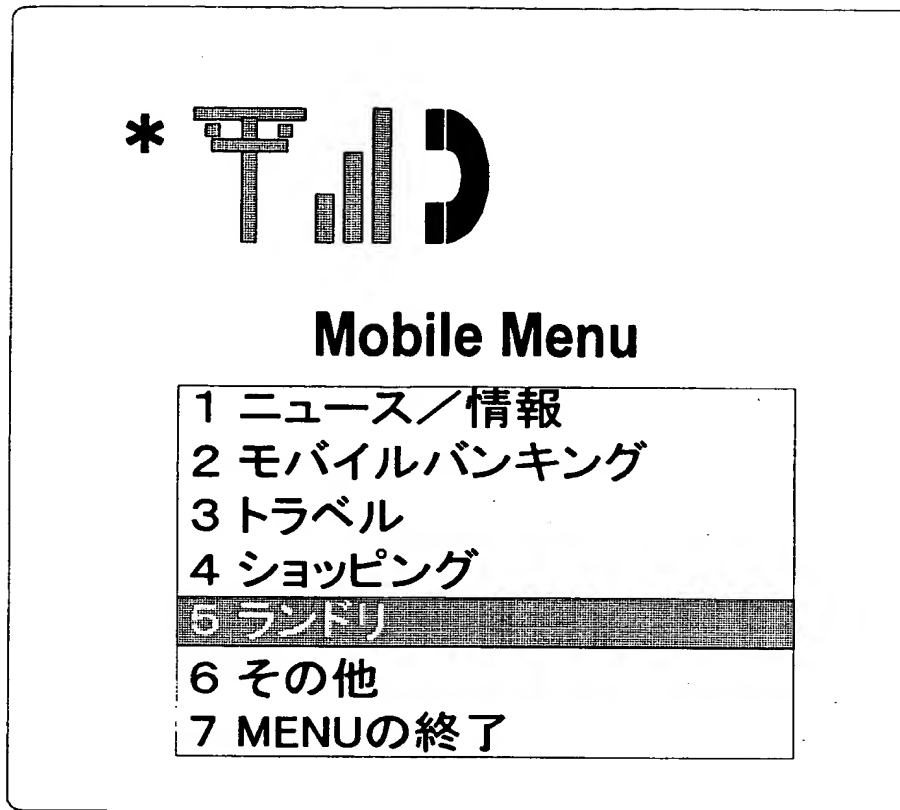 *
Mobile Menu
1 ニュース／情報
2 モバイルバンキング
3 トラベル
4 ショッピング
5 ランドリ
6 その他
7 MENUの終了